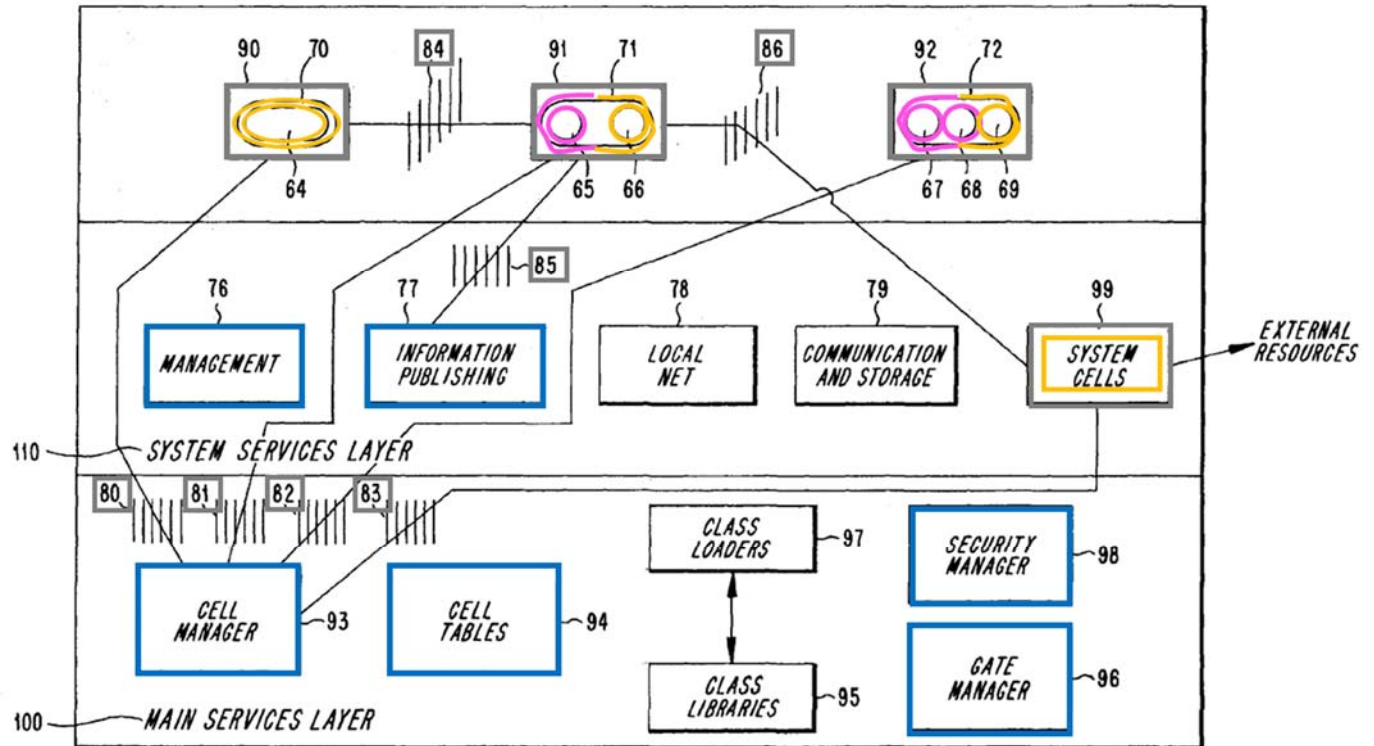 90 70 84 91 71 86 92 72
64 65 66 67 68 69
85
76 77 78 79 99
MANAGEMENT
INFORMATION
PUBLISHING
LOCAL
NET
COMMUNICATION
AND STORAGE
SYSTEM
CELLS
EXTERNAL
RESOURCES
110 SYSTEM SERVICES LAYER
80 81 82 83
CLASS
LOADERS
97
SECURITY
MANAGER
98
CELL
MANAGER
93
CELL
TABLES
94
CLASS
LIBRARIES
95
GATE
MANAGER
96
100 MAIN SERVICES LAYER